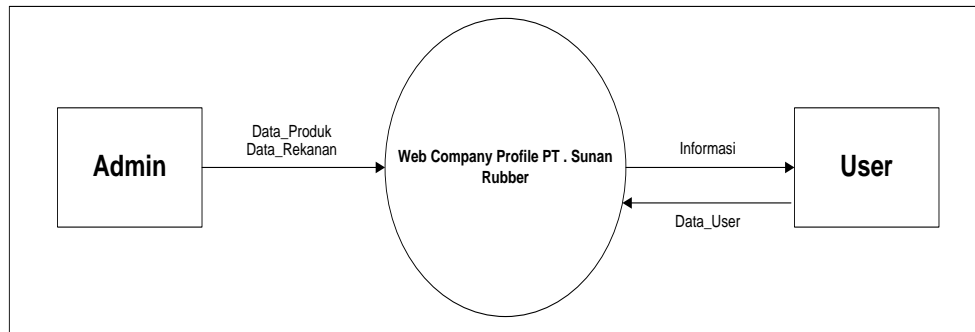 Admin
Data_Produk
Data_Rekanan
Web Company Profile PT . Sunan
Rubber
Informasi
Data_User
User